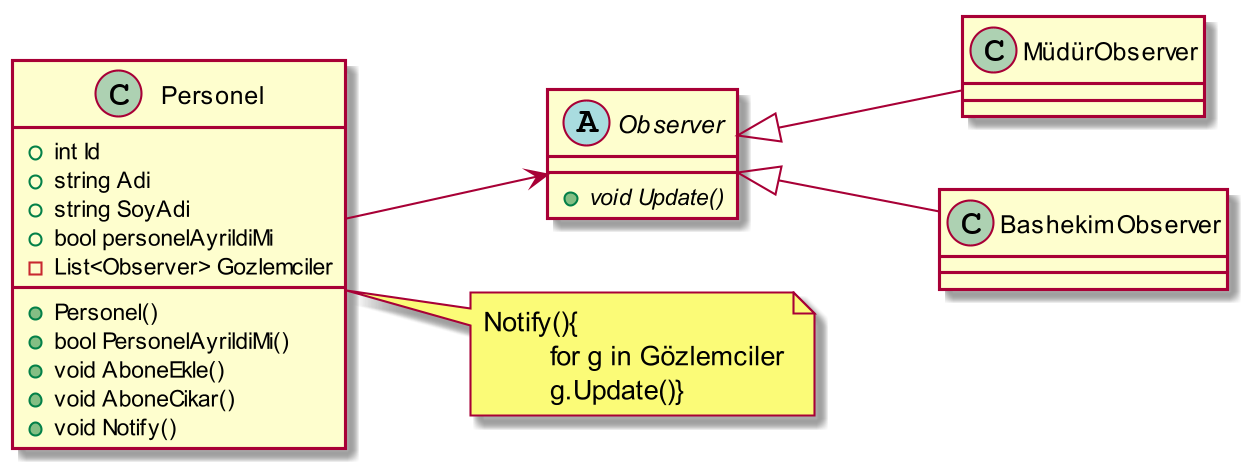 C Personel
int Id
string Adi
string SoyAdi
bool personelAyrildiMi
List<Observer> Gozlemciler
Personel()
bool PersonelAyrildiMi()
void AboneEkle()
void AboneCikar()
void Notify()
A Observer
void Update()
Notify(){
for g in Gözlemciler
g.Update()}
C MüdürObserver
C BashekimObserver